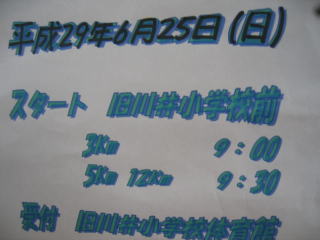 平成29年6月25日(日)
スタート 旧川井小学校前
3Km 9:00
5Km 12Km 9:30
受付 旧川井小学校体育館